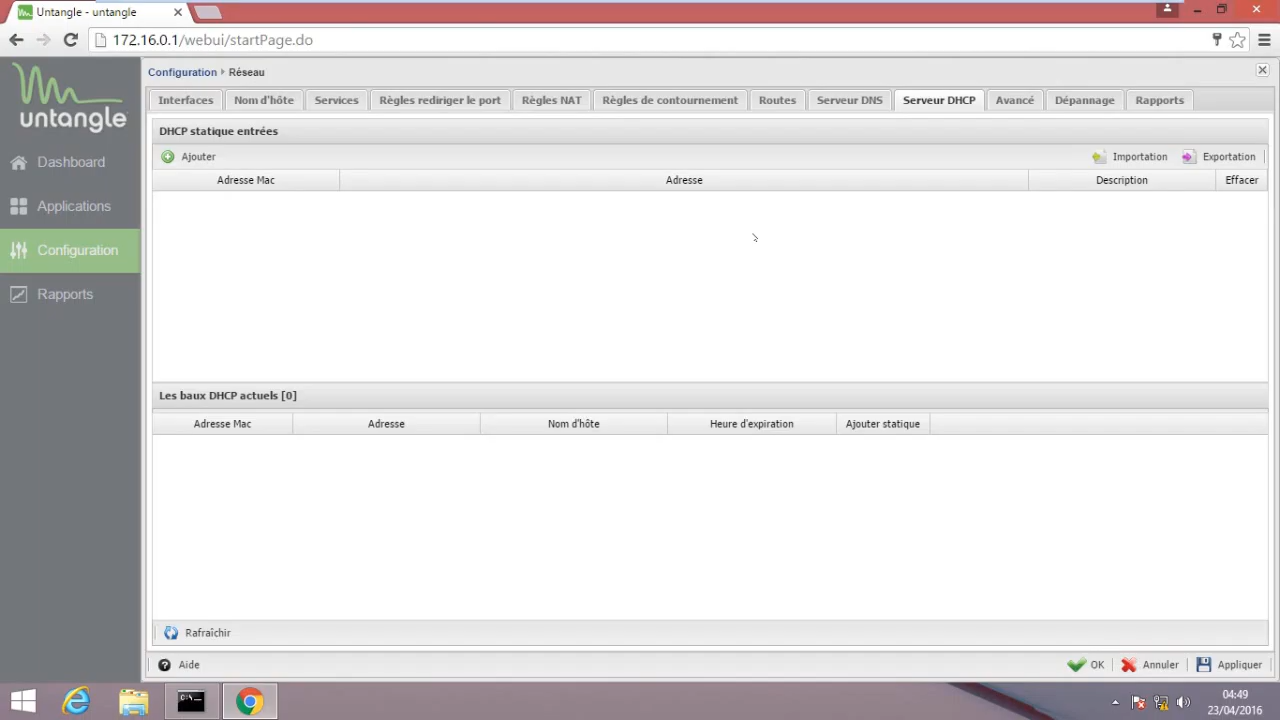 Untangle - untangle
172.16.0.1/webui/startPage.do
untangle
Dashboard
Applications
Configuration
Rapports
Configuration Réseau
Interfaces Nom d'hôte Services Règles rediriger le port Règles NAT Règles de contournement Routes Serveur DNS Serveur DHCP Avancé Dépannage Rapports
DHCP statique entrées
Ajouter Importation Exportation
Adresse Mac Adresse Description Effacer
Les baux DHCP actuels [0]
Adresse Mac Adresse Nom d'hôte Heure d'expiration Ajouter statique
Rafraîchir
Aide OK Annuler Appliquer
04:49
23/04/2016